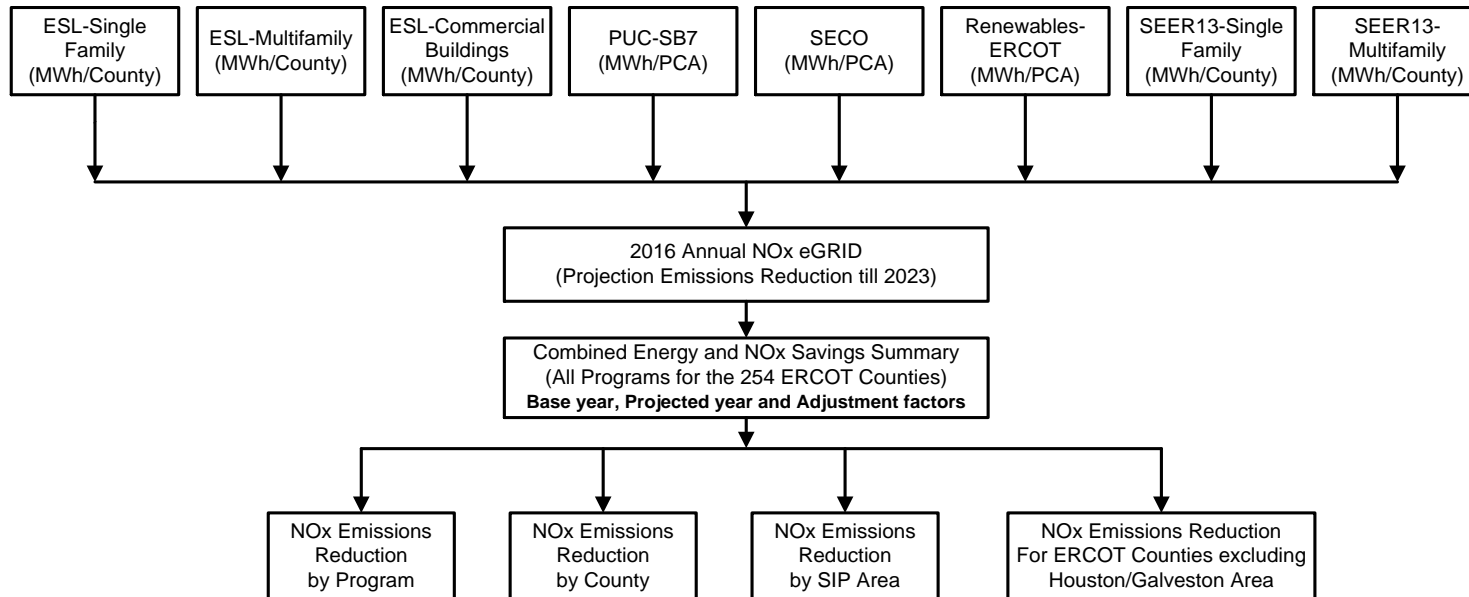 ESL-Single
Family
(MWh/County)
ESL-Multifamily
(MWh/County)
ESL-Commercial
Buildings
(MWh/County)
PUC-SB7
(MWh/PCA)
SECO
(MWh/PCA)
Renewables-
ERCOT
(MWh/PCA)
SEER13-Single
Family
(MWh/County)
SEER13-
Multifamily
(MWh/County)
2016 Annual NOx eGRID
(Projection Emissions Reduction till 2023)
Combined Energy and NOx Savings Summary
(All Programs for the 254 ERCOT Counties)
Base year, Projected year and Adjustment factors
NOx Emissions
Reduction
by Program
NOx Emissions
Reduction
by County
NOx Emissions
Reduction
by SIP Area
NOx Emissions Reduction
For ERCOT Counties excluding
Houston/Galveston Area